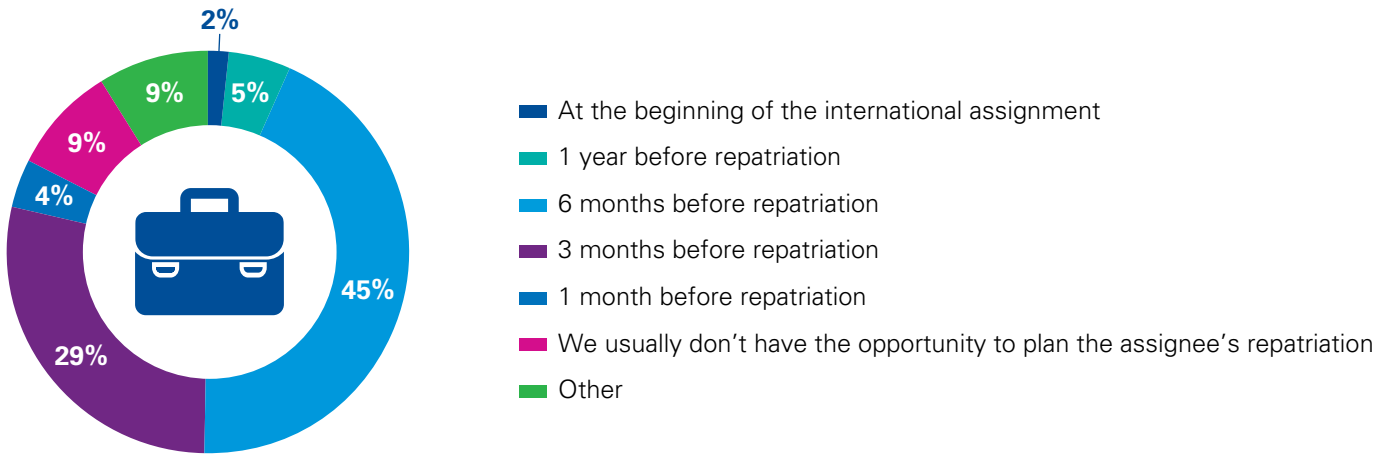 2%
5%
45%
29%
4%
9%
9%
At the beginning of the international assignment
1 year before repatriation
6 months before repatriation
3 months before repatriation
1 month before repatriation
We usually don’t have the opportunity to plan the assignee’s repatriation
Other